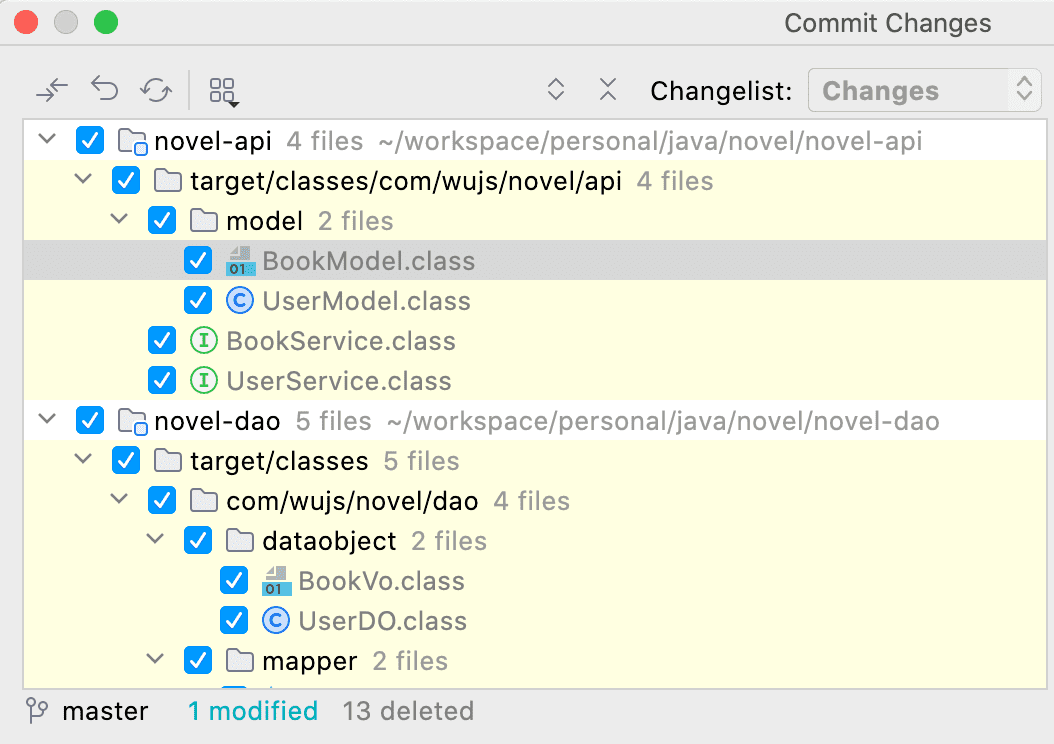 Commit Changes
Changelist: Changes
novel-api 4 files ~/workspace/personal/java/novel/novel-api
target/classes/com/wujs/novel/api 4 files
model 2 files
01 BookModel.class
C UserModel.class
I BookService.class
I UserService.class
novel-dao 5 files ~/workspace/personal/java/novel/novel-dao
target/classes 5 files
com/wujs/novel/dao 4 files
dataobject 2 files
01 BookVo.class
C UserDO.class
mapper 2 files
master 1 modified 13 deleted